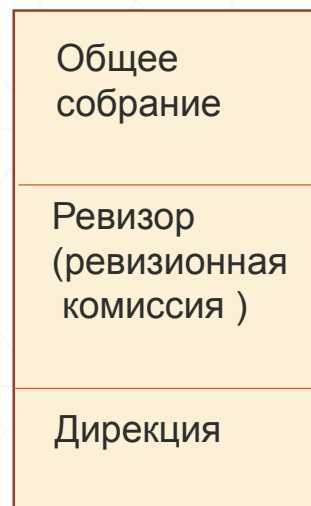 Общее
собрание
Ревизор
(ревизионная
комиссия )
Дирекция